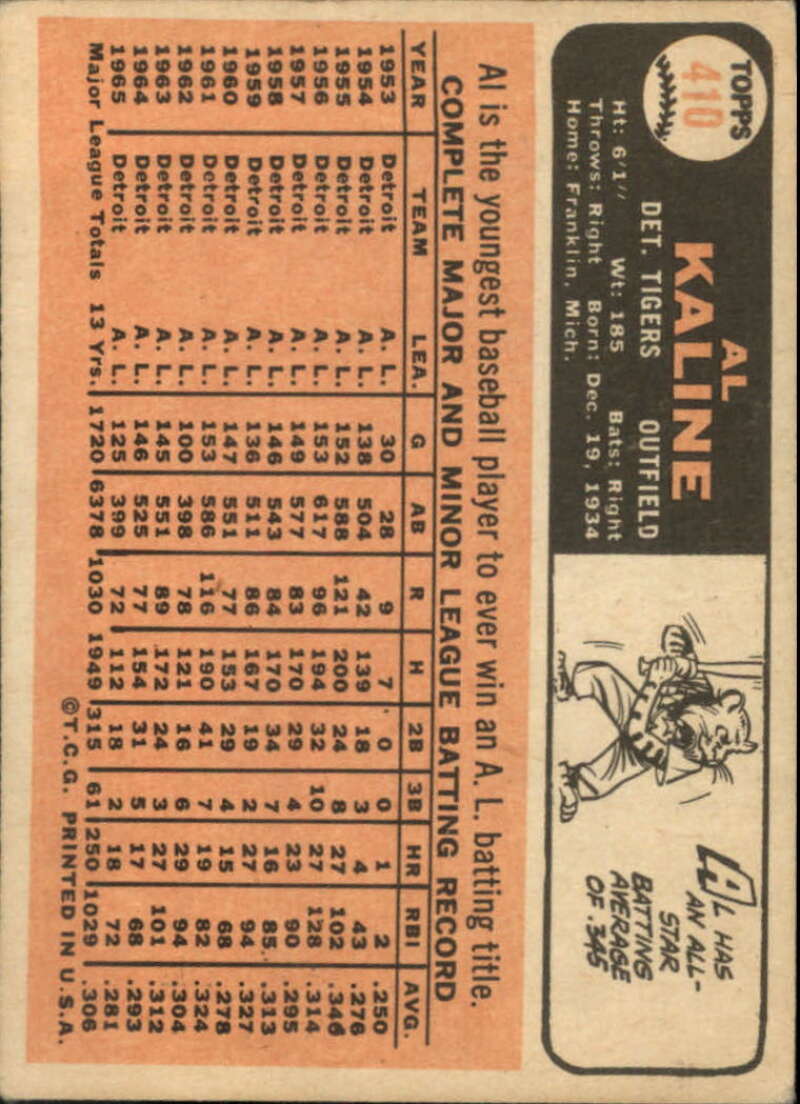 TOPPS
410
AL
KALINE
DET. TIGERS OUTFIELD
Ht: 6'1" Wt: 185 Bats: Right
Throws: Right Born: Dec. 19, 1934
Home: Franklin, Mich.
AL HAS
AN ALL-
STAR
BATTING
AVERAGE
OF .345
Al is the youngest baseball player to ever win an A. L. batting title.
COMPLETE MAJOR AND MINOR LEAGUE BATTING RECORD
YEAR TEAM LEA. G AB R H 2B 3B HR RBI AVG.
1953 Detroit A. L. 30 28 9 7 0 0 1 2 .250
1954 Detroit A. L. 138 504 42 139 18 3 4 43 .276
1955 Detroit A. L. 152 588 121 200 24 8 27 102 .346
1956 Detroit A. L. 153 617 96 194 32 10 27 128 .314
1957 Detroit A. L. 149 577 83 170 29 4 23 90 .295
1958 Detroit A. L. 146 543 84 170 34 7 16 85 .313
1959 Detroit A. L. 136 511 86 167 19 2 27 94 .327
1960 Detroit A. L. 147 551 77 153 29 4 15 68 .278
1961 Detroit A. L. 153 586 116 190 41 7 19 82 .324
1962 Detroit A. L. 100 398 78 121 16 6 29 94 .304
1963 Detroit A. L. 145 551 89 172 24 3 27 101 .312
1964 Detroit A. L. 146 525 77 154 31 5 17 68 .293
1965 Detroit A. L. 125 399 72 112 18 2 18 72 .281
Major League Totals 13 Yrs. 1720 6378 1030 1949 315 61 250 1029 .306
©T.C.G. PRINTED IN U.S.A.